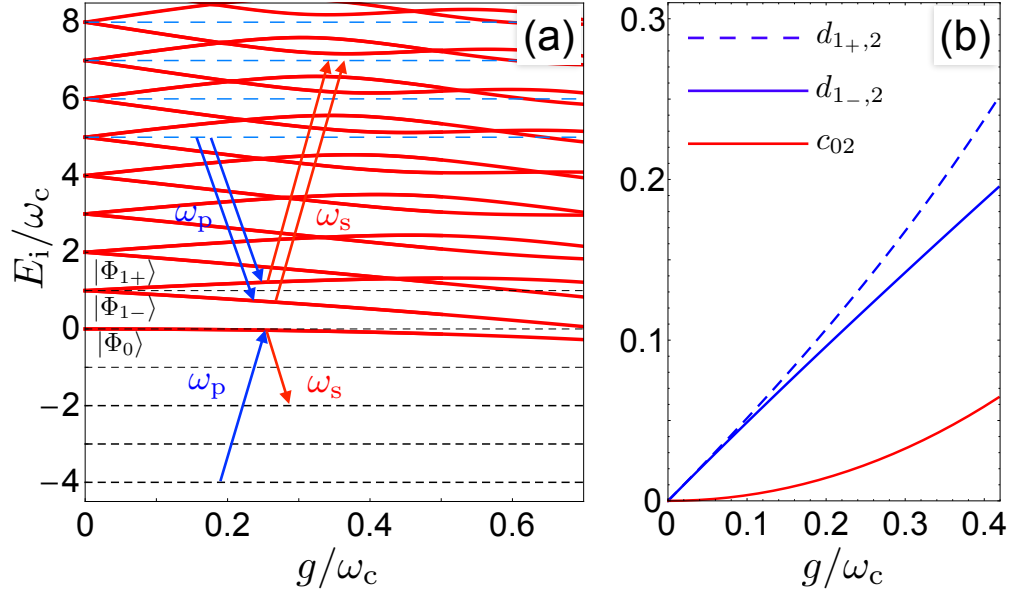 (a)
E_i/ω_c
8
6
4
2
0
−2
−4
|Φ_{1+}⟩
|Φ_{1−}⟩
|Φ_0⟩
ω_p
ω_s
ω_p
ω_s
0
0.2
0.4
0.6
g/ω_c
(b)
d_{1+,2}
d_{1−,2}
c_{02}
0.3
0.2
0.1
0
0
0.1
0.2
0.3
0.4
g/ω_c